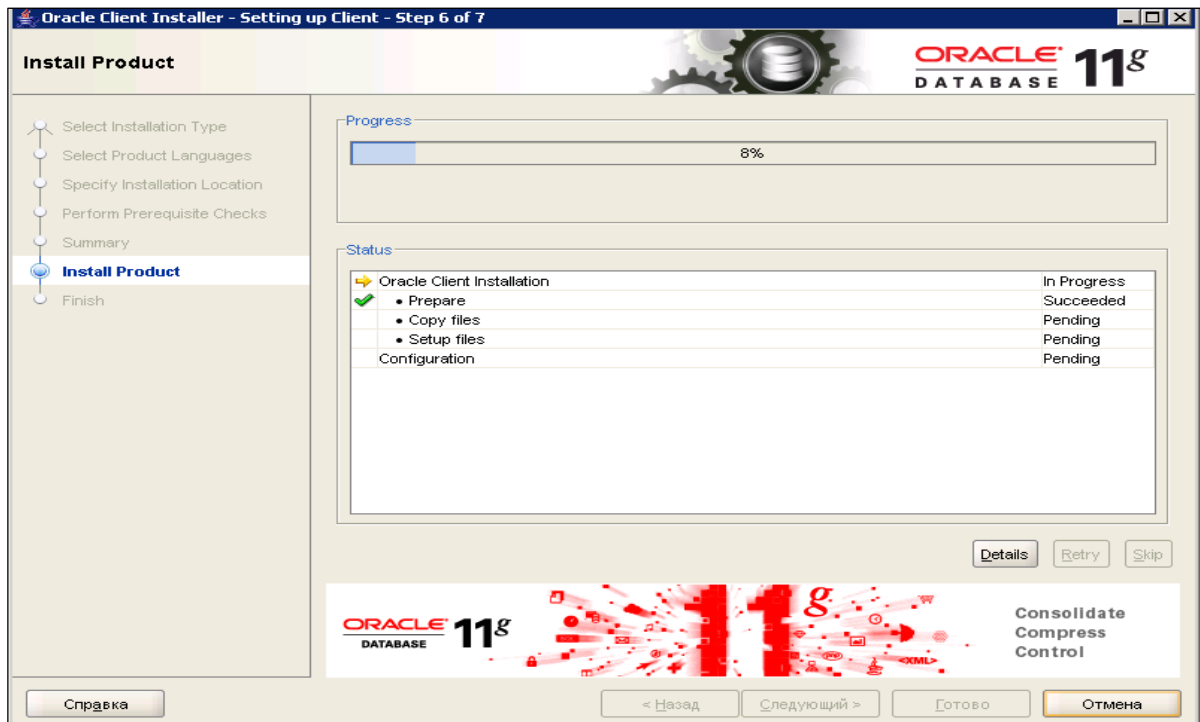 Oracle Client Installer - Setting up Client - Step 6 of 7
Install Product
ORACLE
DATABASE
11g
Select Installation Type
Select Product Languages
Specify Installation Location
Perform Prerequisite Checks
Summary
Install Product
Finish
Progress
8%
Status
Oracle Client Installation In Progress
• Prepare Succeeded
• Copy files Pending
• Setup files Pending
Configuration Pending
Details Retry Skip
ORACLE
DATABASE
11g
11g
php
<XML>
Consolidate
Compress
Control
Справка < Назад Следующий > Готово Отмена